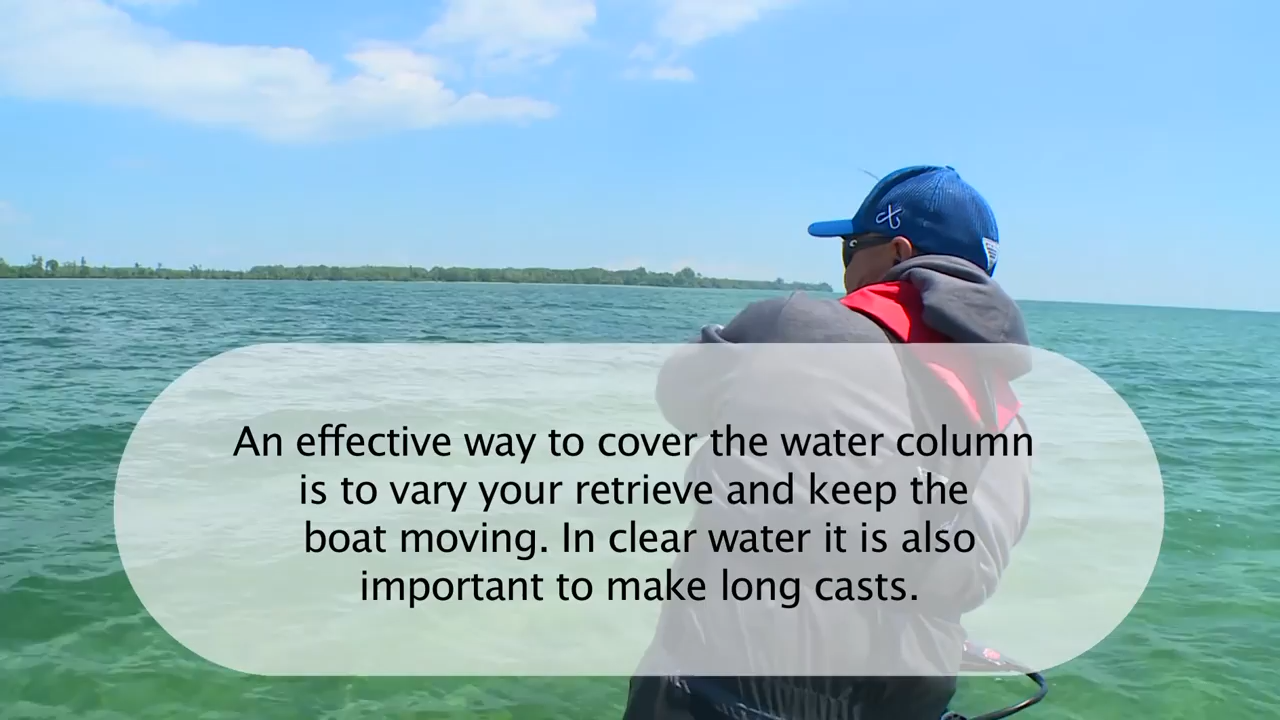 An effective way to cover the water column
is to vary your retrieve and keep the
boat moving. In clear water it is also
important to make long casts.